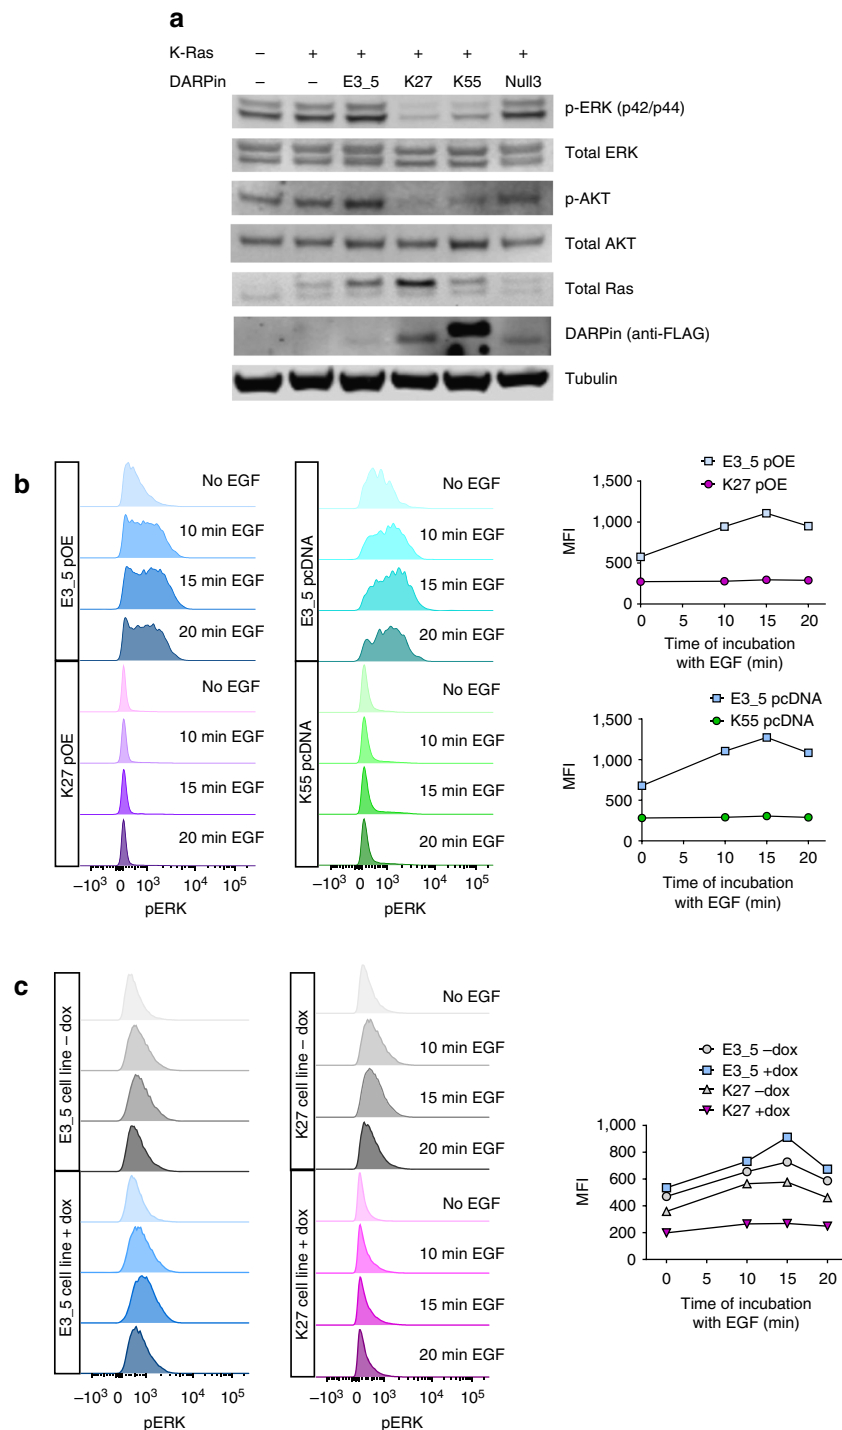 a
K-Ras – + + + + +
DARPin – – E3_5 K27 K55 Null3
p-ERK (p42/p44)
Total ERK
p-AKT
Total AKT
Total Ras
DARPin (anti-FLAG)
Tubulin
b
E3_5 pOE
No EGF
10 min EGF
15 min EGF
20 min EGF
K27 pOE
No EGF
10 min EGF
15 min EGF
20 min EGF
–10³ 0 10³ 10⁴ 10⁵
pERK
E3_5 pcDNA
No EGF
10 min EGF
15 min EGF
20 min EGF
K55 pcDNA
No EGF
10 min EGF
15 min EGF
20 min EGF
–10³ 0 10³ 10⁴ 10⁵
pERK
E3_5 pOE
K27 pOE
MFI
1,500
1,000
500
0
0 5 10 15 20
Time of incubation
with EGF (min)
E3_5 pcDNA
K55 pcDNA
MFI
1,500
1,000
500
0
0 5 10 15 20
Time of incubation
with EGF (min)
c
E3_5 cell line – dox
E3_5 cell line + dox
–10³ 0 10³ 10⁴ 10⁵
pERK
K27 cell line – dox
No EGF
10 min EGF
15 min EGF
20 min EGF
K27 cell line + dox
No EGF
10 min EGF
15 min EGF
20 min EGF
–10³ 0 10³ 10⁴ 10⁵
pERK
E3_5 –dox
E3_5 +dox
K27 –dox
K27 +dox
MFI
1,000
800
600
400
200
0
0 5 10 15 20
Time of incubation
with EGF (min)